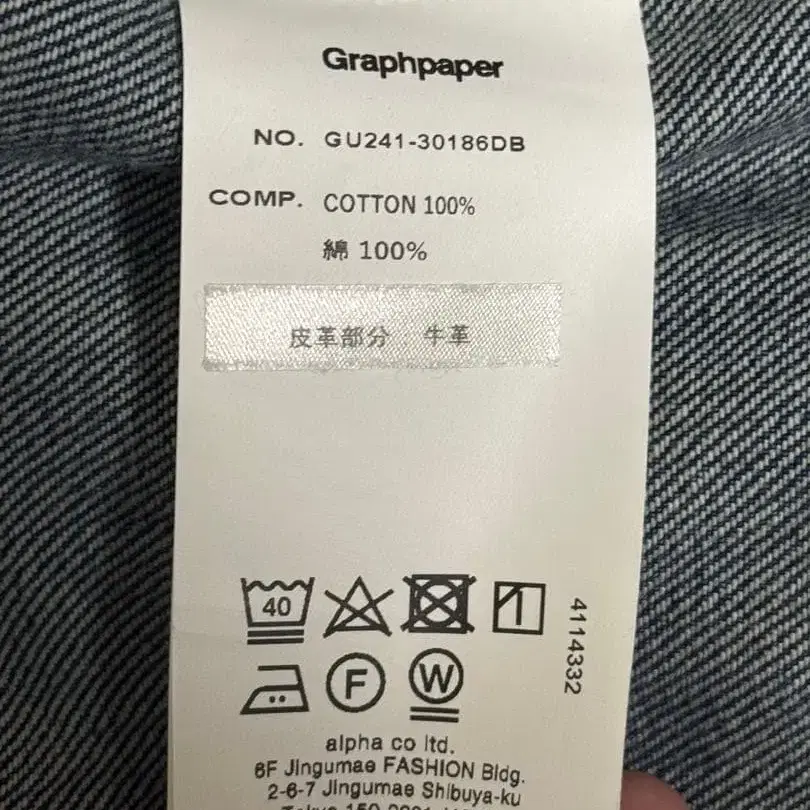 Graphpaper
NO. GU241-30186DB
COMP. COTTON 100%
綿 100%
皮革部分 : 牛革
40
4114332
F
W
alpha co ltd.
6F Jingumae FASHION Bldg.
2-6-7 Jingumae Shibuya-ku